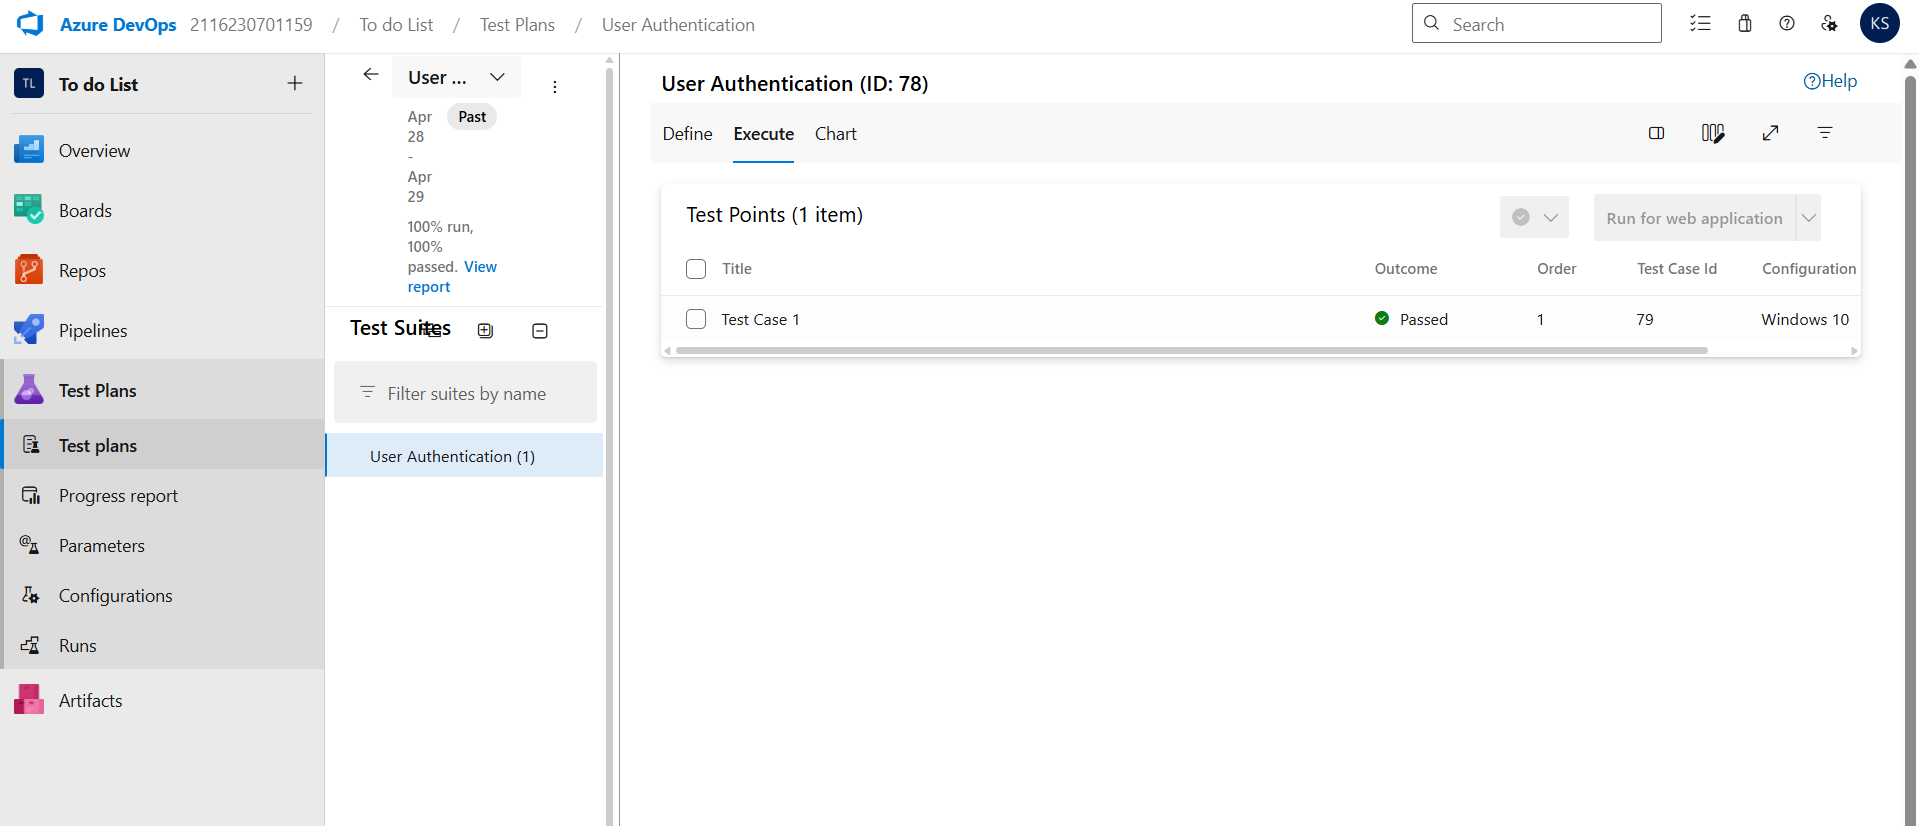 Azure DevOps 2116230701159 / To do List / Test Plans / User Authentication
Search
KS
TL To do List
Overview
Boards
Repos
Pipelines
Test Plans
Test plans
Progress report
Parameters
Configurations
Runs
Artifacts
User ...
Apr 28 - Apr 29
Past
100% run,
100%
passed. View
report
Test Suites
Filter suites by name
User Authentication (1)
User Authentication (ID: 78)
Help
Define Execute Chart
Test Points (1 item)
Run for web application
Title Outcome Order Test Case Id Configuration
Test Case 1 Passed 1 79 Windows 10